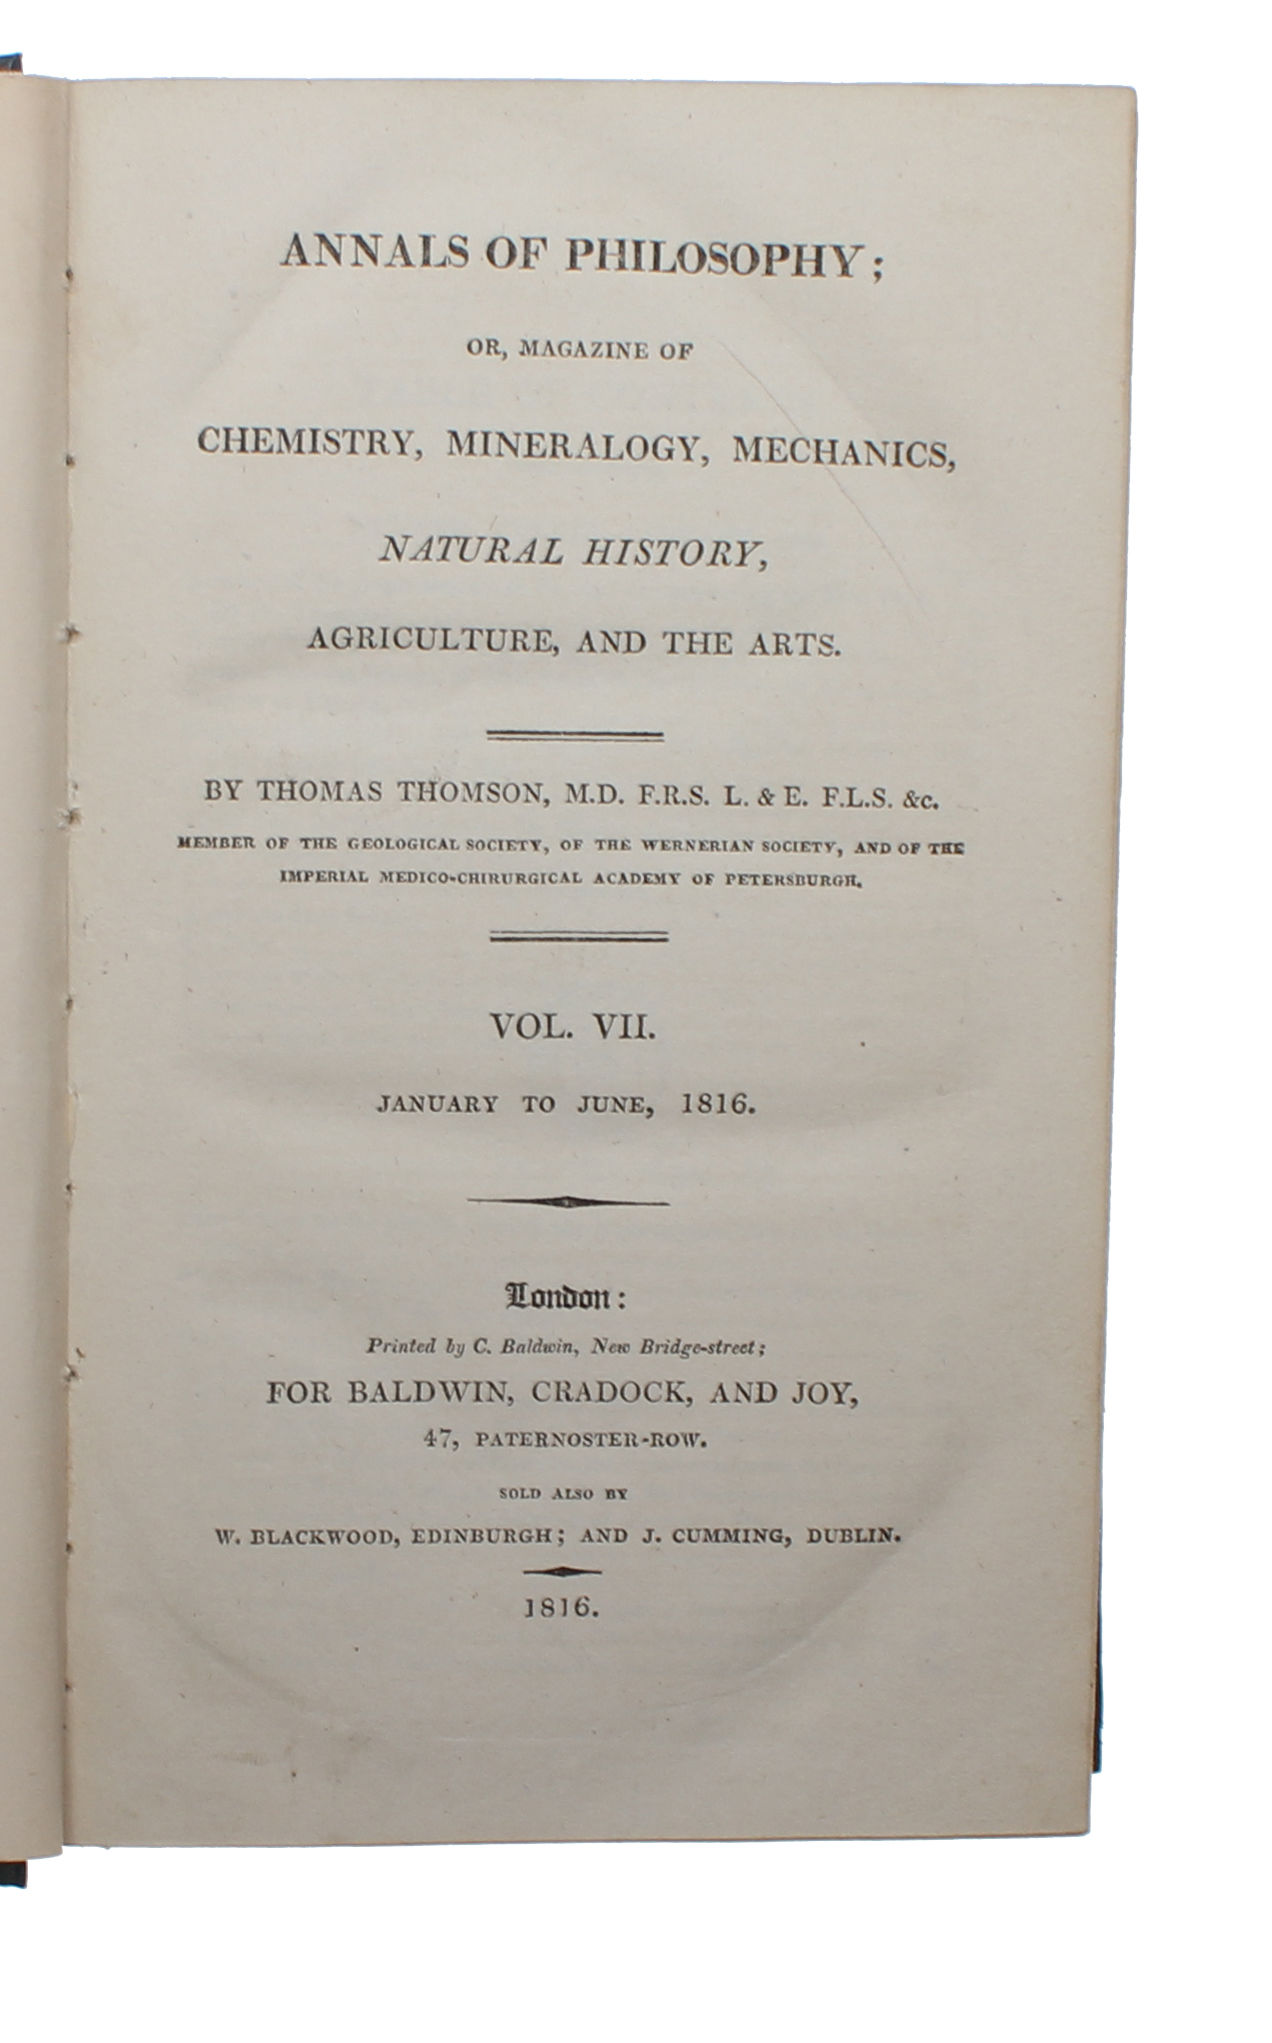 ANNALS OF PHILOSOPHY;
OR, MAGAZINE OF
CHEMISTRY, MINERALOGY, MECHANICS,
NATURAL HISTORY,
AGRICULTURE, AND THE ARTS.
BY THOMAS THOMSON, M.D. F.R.S. L. & E. F.L.S. &c.
MEMBER OF THE GEOLOGICAL SOCIETY, OF THE WERNERIAN SOCIETY, AND OF THE
IMPERIAL MEDICO-CHIRURGICAL ACADEMY OF PETERSBURGH.
VOL. VII.
JANUARY TO JUNE, 1816.
London:
Printed by C. Baldwin, New Bridge-street;
FOR BALDWIN, CRADOCK, AND JOY,
47, PATERNOSTER-ROW.
SOLD ALSO BY
W. BLACKWOOD, EDINBURGH; AND J. CUMMING, DUBLIN.
1816.